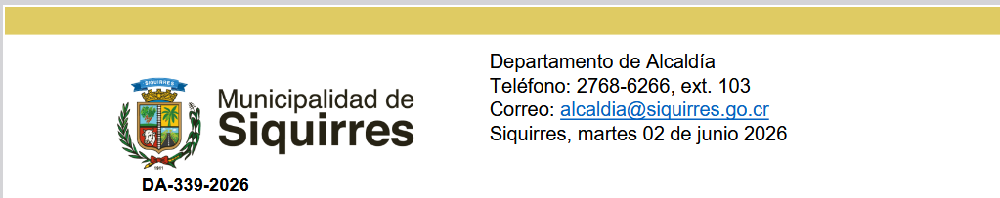 Departamento de Alcaldía
Teléfono: 2768-6266, ext. 103
Correo: alcaldia@siquirres.go.cr
Siquirres, martes 02 de junio 2026
SIQUIRRES
Municipalidad de
Siquirres
1911
DA-339-2026